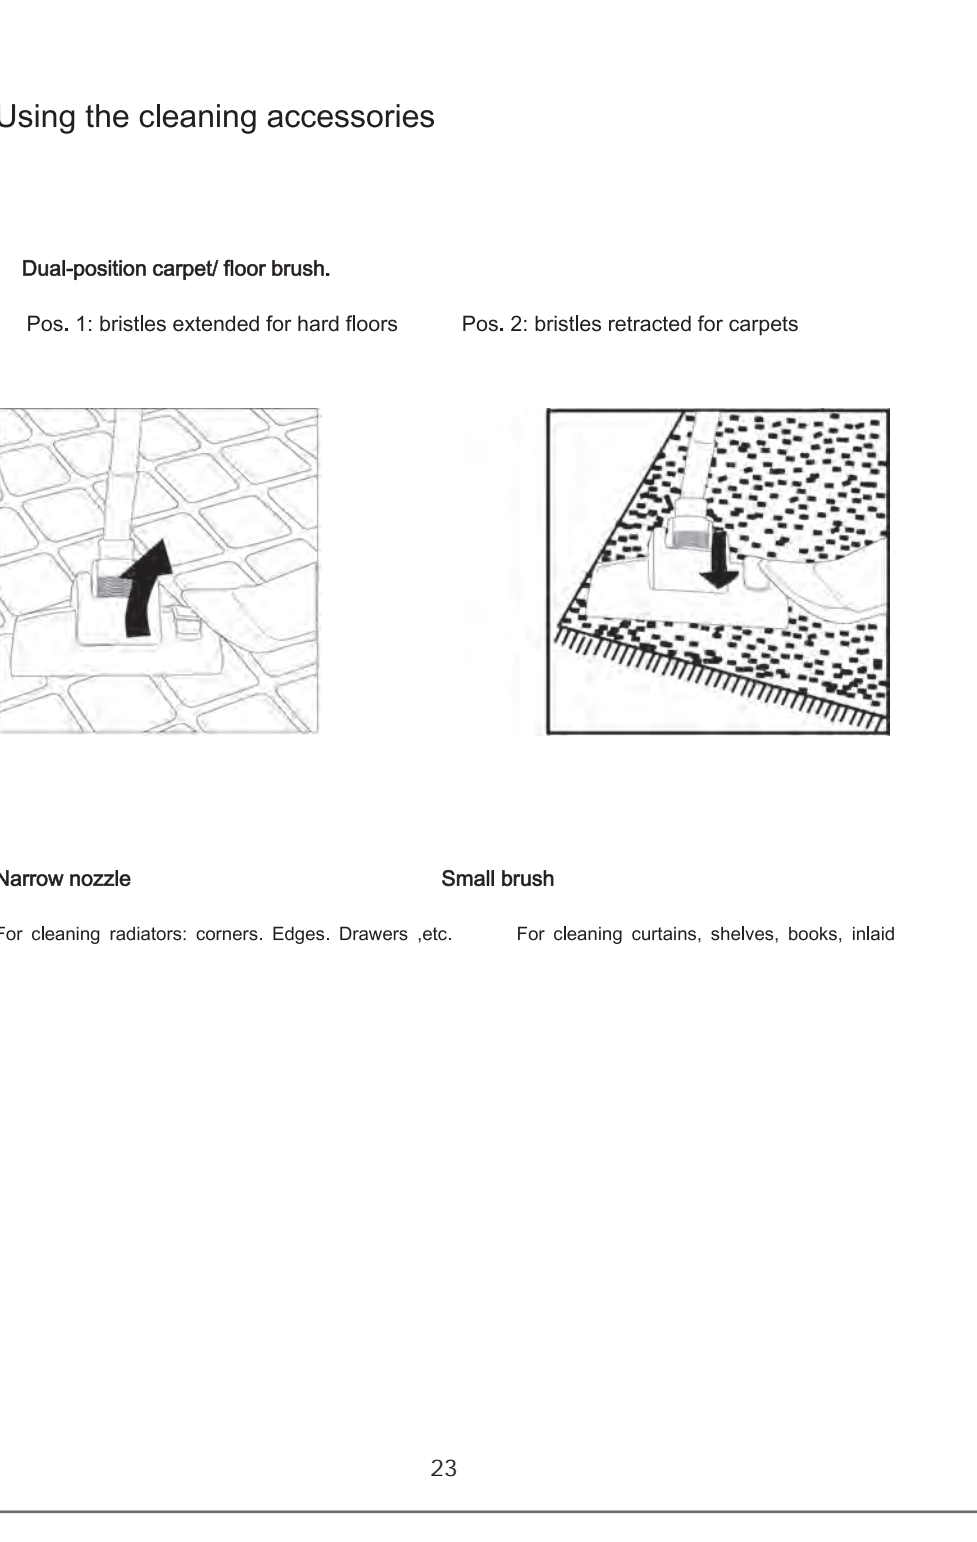 Using the cleaning accessories
Dual-position carpet/ floor brush.
Pos. 1: bristles extended for hard floors Pos. 2: bristles retracted for carpets
Narrow nozzle Small brush
For cleaning radiators: corners. Edges. Drawers ,etc. For cleaning curtains, shelves, books, inlaid
23